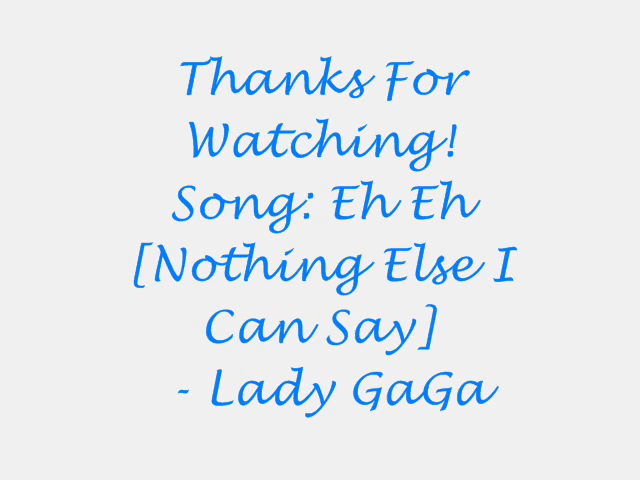 Thanks For
Watching!
Song: Eh Eh
[Nothing Else I
Can Say]
- Lady GaGa